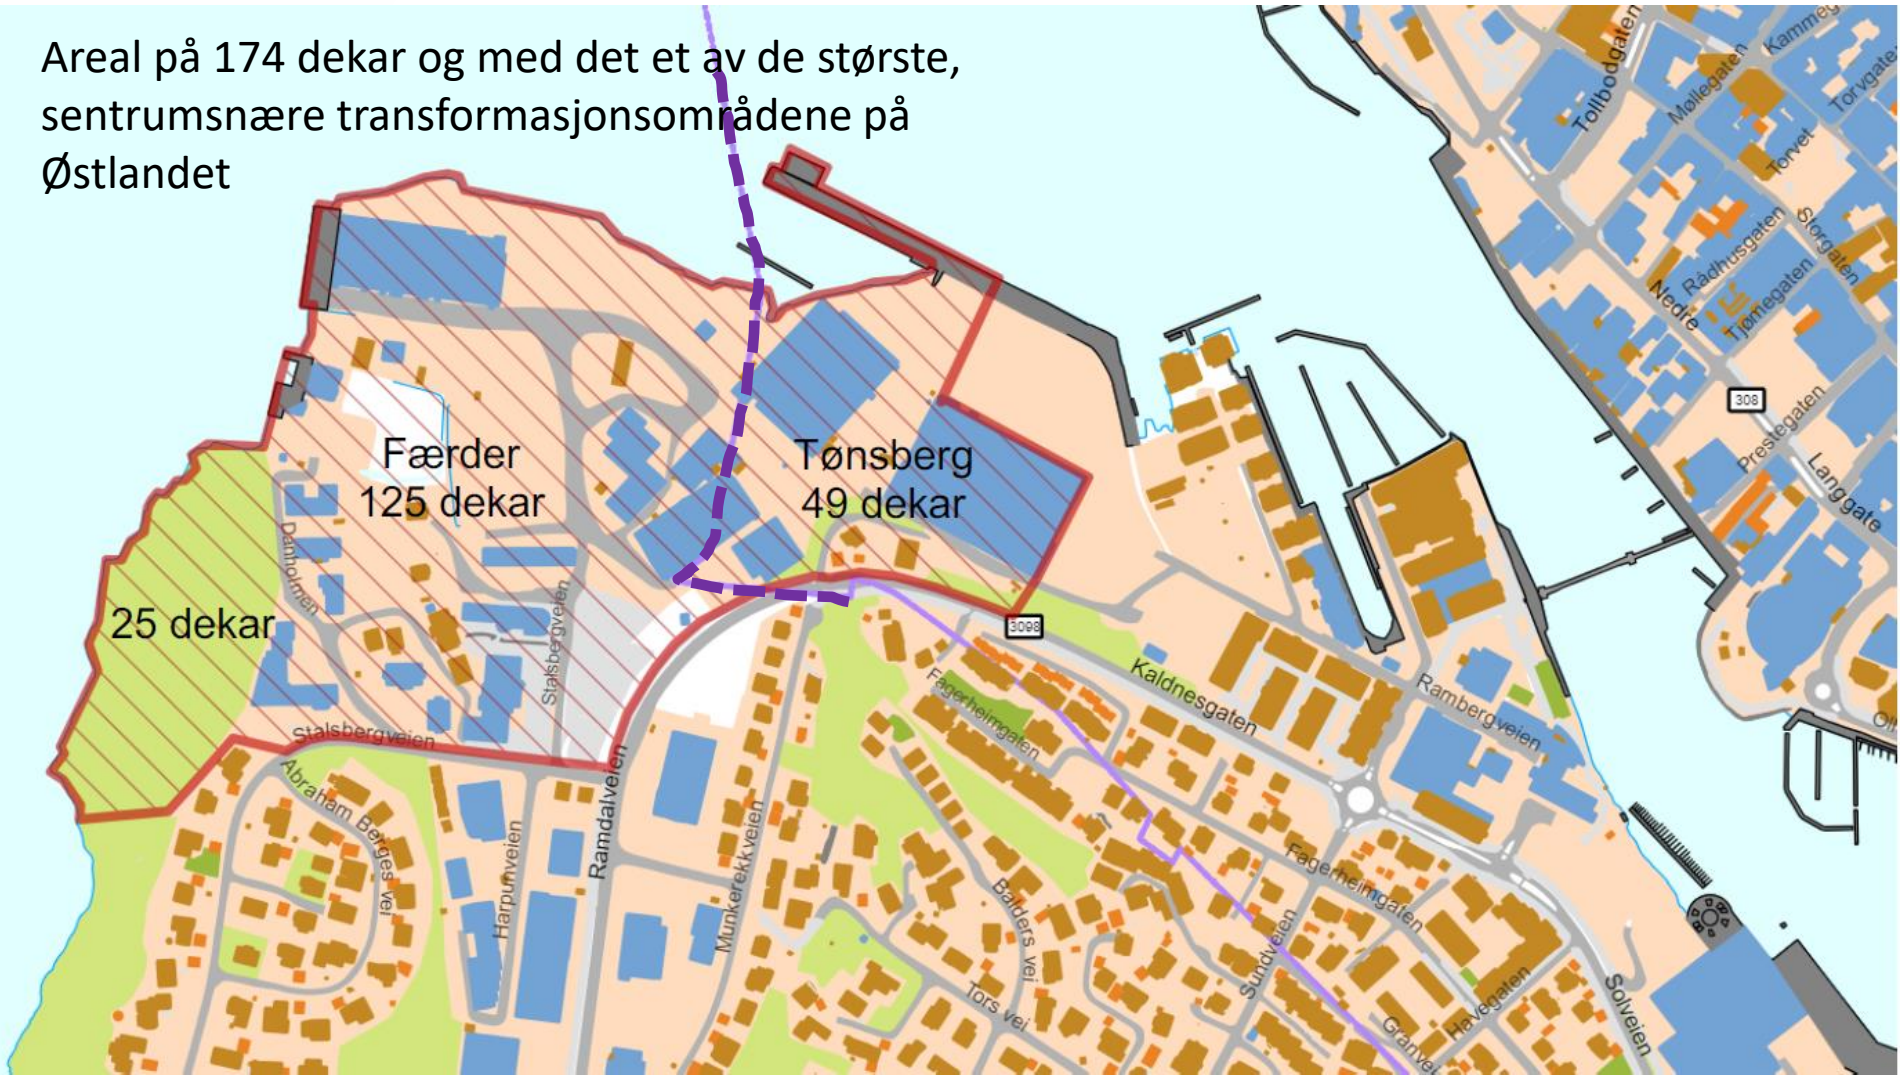 Areal på 174 dekar og med det et av de største,
sentrumsnære transformasjonsområdene på
Østlandet
Tollbodgaten
Møllegaten
Torvet
Storgaten
Rådhusgaten
Tjømegaten
Nedre
Langgate
308
Prestegaten
Færder
125 dekar
Tønsberg
49 dekar
25 dekar
Danholmen
Stalsbergveien
Stalsbergveien
3098
Kaldnesgaten
Rambergveien
Fagerheimgaten
Fagerheimgaten
Abraham Berges vei
Harpunveien
Ramdalveien
Munkerekkveien
Balders vei
Tors vei
Sundveien
Havegaten
Solveien